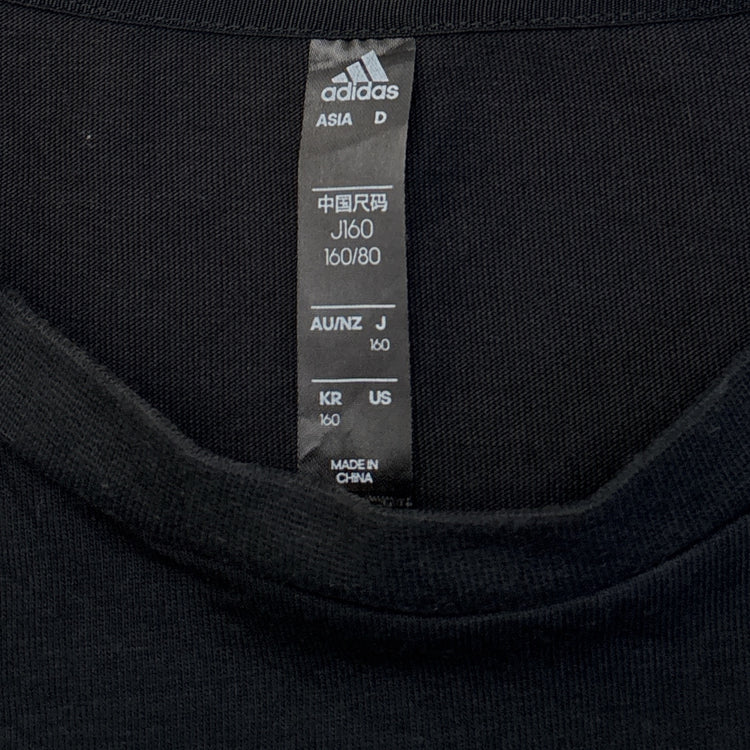 adidas
ASIA D
中国尺码
J160
160/80
AU/NZ J
160
KR US
160
MADE IN
CHINA